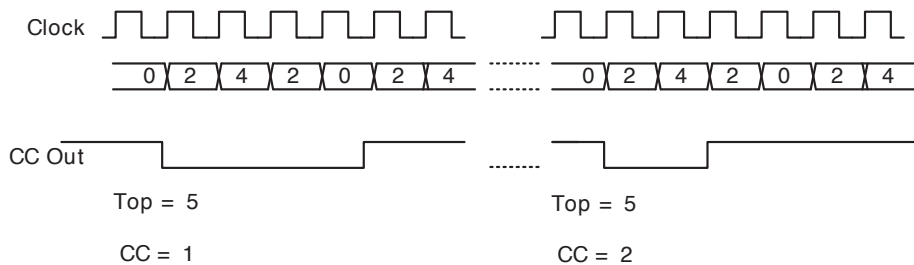 Clock
0 2 4 2 0 2 4 0 2 4 2 0 2 4
CC Out
Top = 5 Top = 5
CC = 1 CC = 2